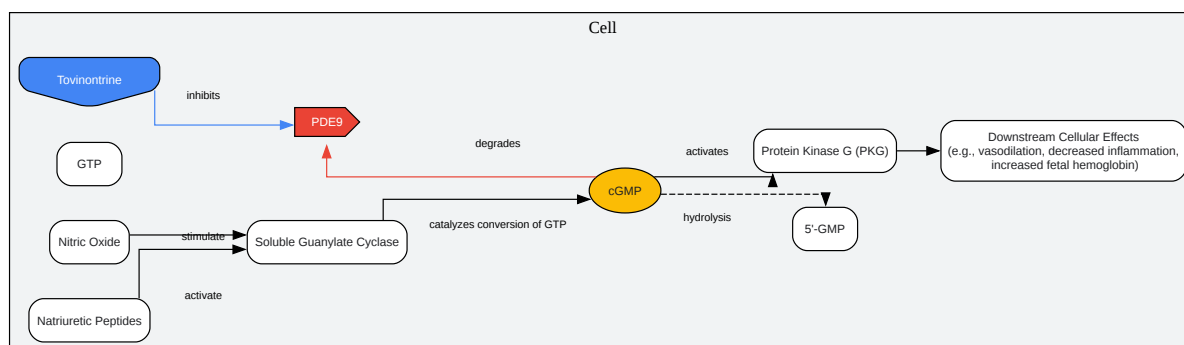 Cell
Tovinontrine
inhibits
PDE9
GTP
degrades
cGMP
activates
Protein Kinase G (PKG)
Downstream Cellular Effects
(e.g., vasodilation, decreased inflammation,
increased fetal hemoglobin)
Nitric Oxide
stimulate
Soluble Guanylate Cyclase
catalyzes conversion of GTP
hydrolysis
5'-GMP
activate
Natriuretic Peptides